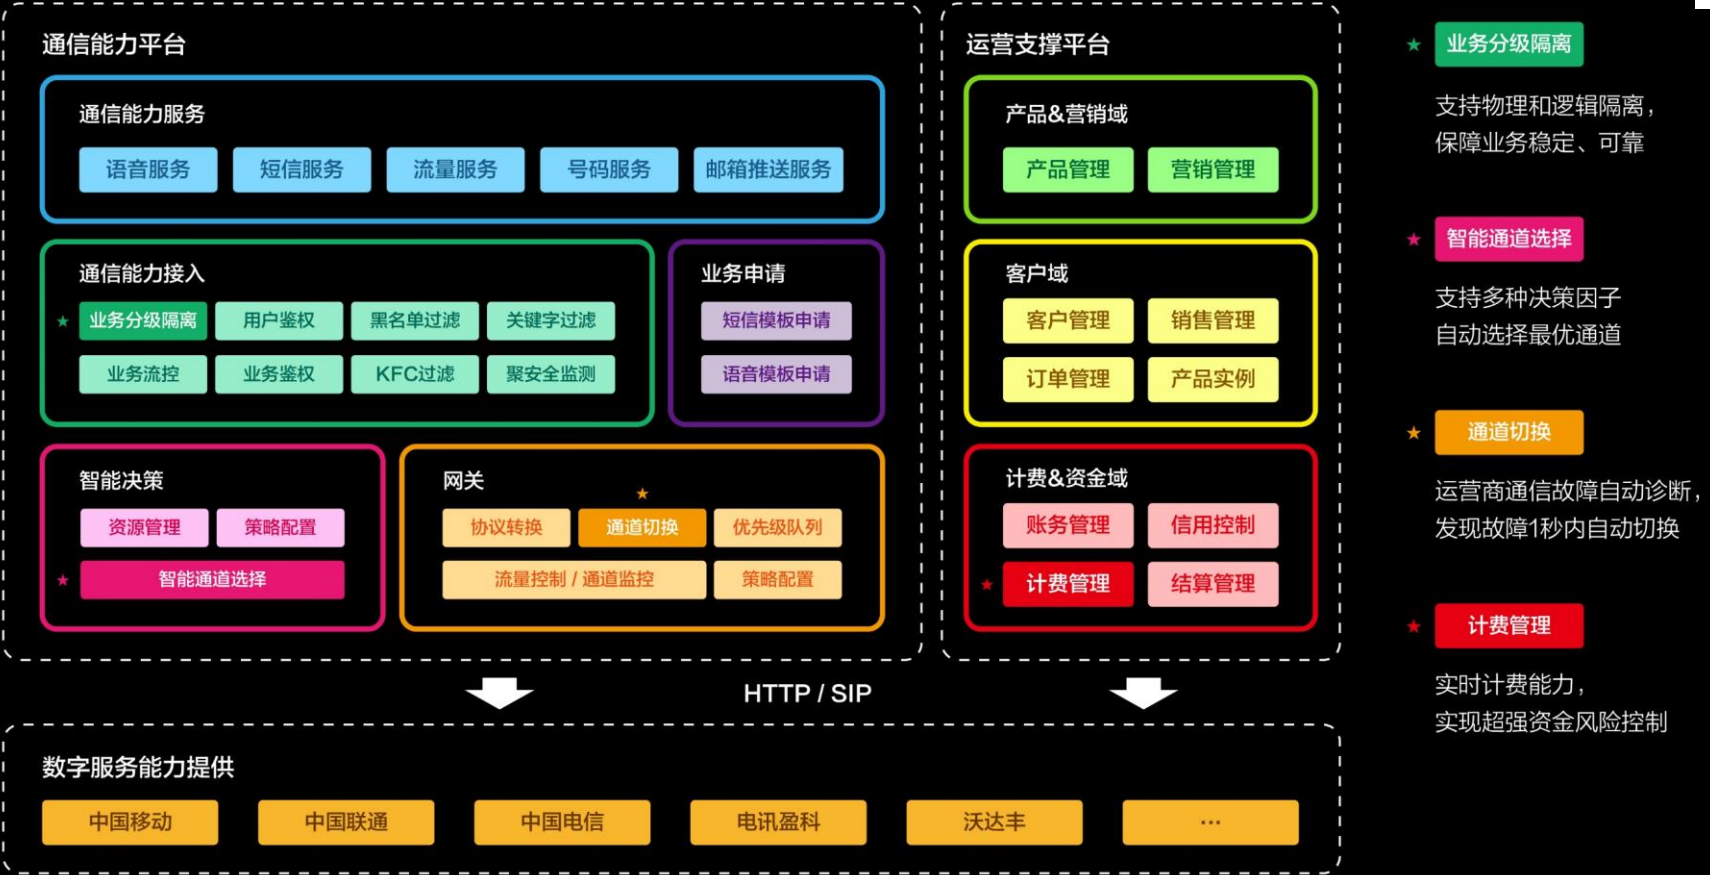 通信能力平台
通信能力服务
语音服务
短信服务
流量服务
号码服务
邮箱推送服务
通信能力接入
业务分级隔离
用户鉴权
黑名单过滤
关键字过滤
业务流控
业务鉴权
KFC过滤
聚安全监测
业务申请
短信模板申请
语音模板申请
智能决策
资源管理
策略配置
智能通道选择
网关
协议转换
通道切换
优先级队列
流量控制 / 通道监控
策略配置
运营支撑平台
产品&营销域
产品管理
营销管理
客户域
客户管理
销售管理
订单管理
产品实例
计费&资金域
账务管理
信用控制
计费管理
结算管理
HTTP / SIP
数字服务能力提供
中国移动
中国联通
中国电信
电讯盈科
沃达丰
···
业务分级隔离
支持物理和逻辑隔离，
保障业务稳定、可靠
智能通道选择
支持多种决策因子
自动选择最优通道
通道切换
运营商通信故障自动诊断，
发现故障1秒内自动切换
计费管理
实时计费能力，
实现超强资金风险控制